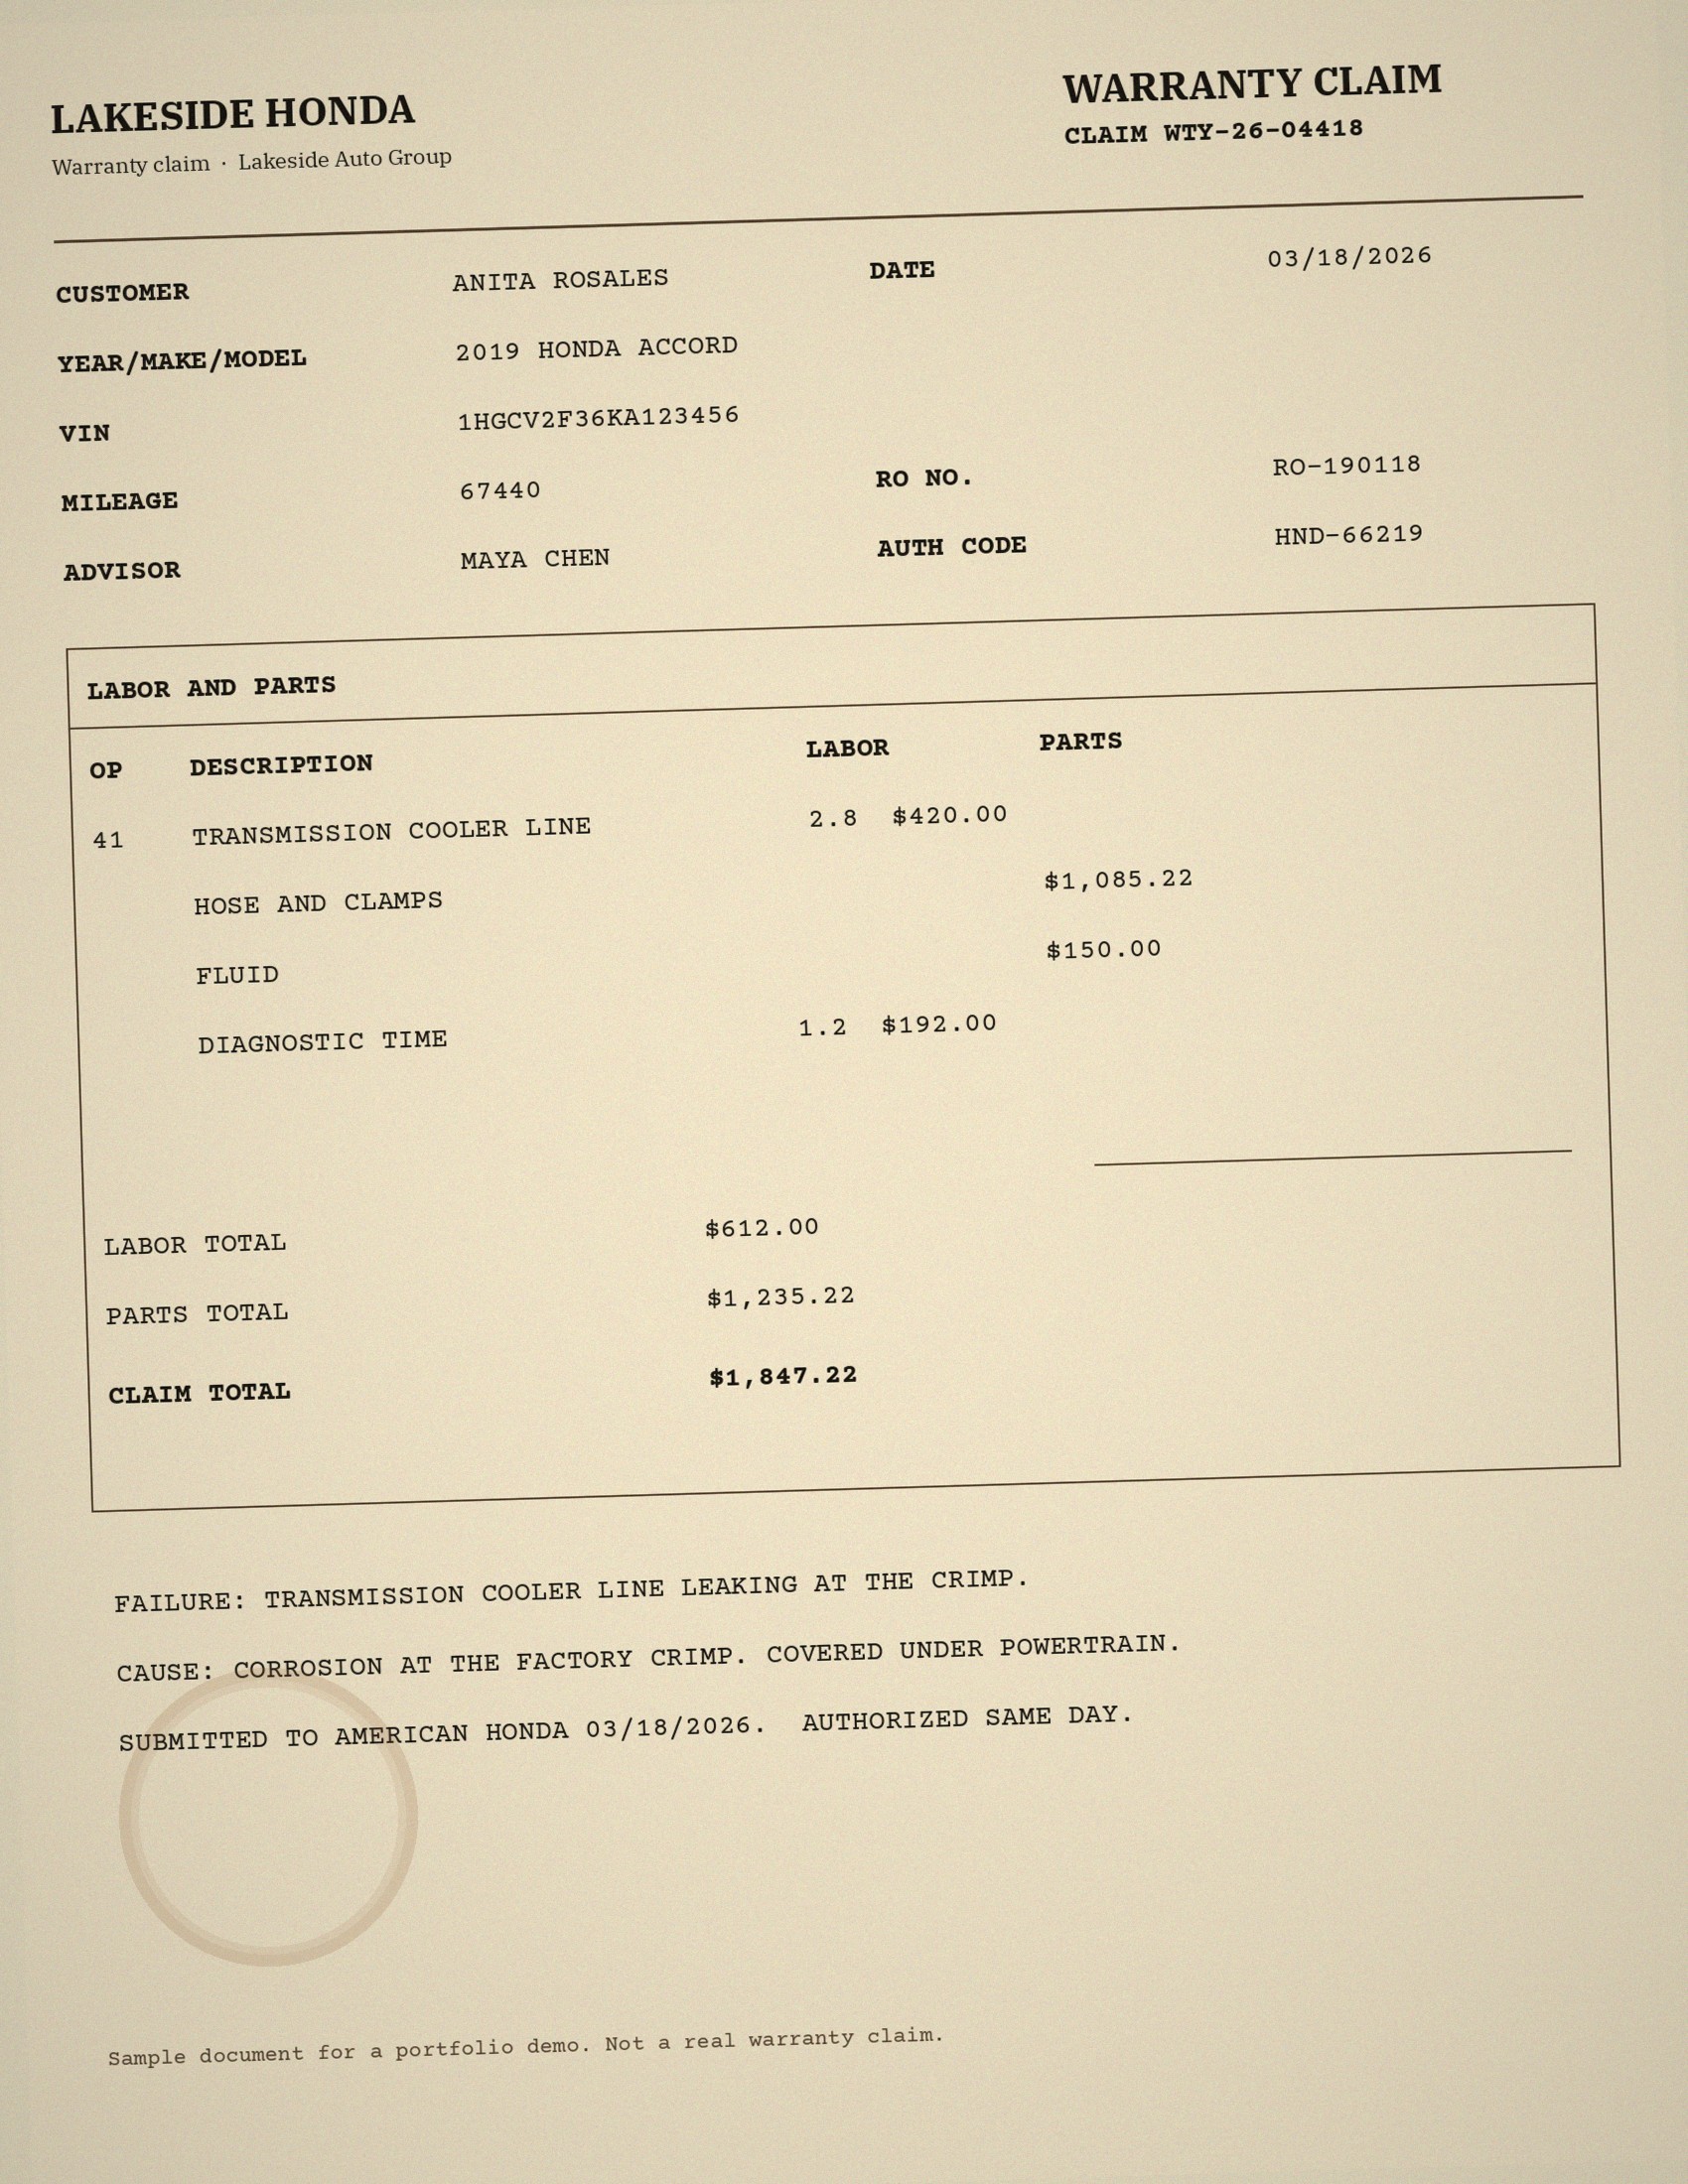 LAKESIDE HONDA
Warranty claim · Lakeside Auto Group
WARRANTY CLAIM
CLAIM WTY-26-04418
CUSTOMER ANITA ROSALES DATE 03/18/2026
YEAR/MAKE/MODEL 2019 HONDA ACCORD
VIN 1HGCV2F36KA123456
MILEAGE 67440 RO NO. RO-190118
ADVISOR MAYA CHEN AUTH CODE HND-66219
LABOR AND PARTS
OP DESCRIPTION LABOR PARTS
41 TRANSMISSION COOLER LINE 2.8 $420.00
HOSE AND CLAMPS $1,085.22
FLUID $150.00
DIAGNOSTIC TIME 1.2 $192.00
LABOR TOTAL $612.00
PARTS TOTAL $1,235.22
CLAIM TOTAL $1,847.22
FAILURE: TRANSMISSION COOLER LINE LEAKING AT THE CRIMP.
CAUSE: CORROSION AT THE FACTORY CRIMP. COVERED UNDER POWERTRAIN.
SUBMITTED TO AMERICAN HONDA 03/18/2026. AUTHORIZED SAME DAY.
Sample document for a portfolio demo. Not a real warranty claim.